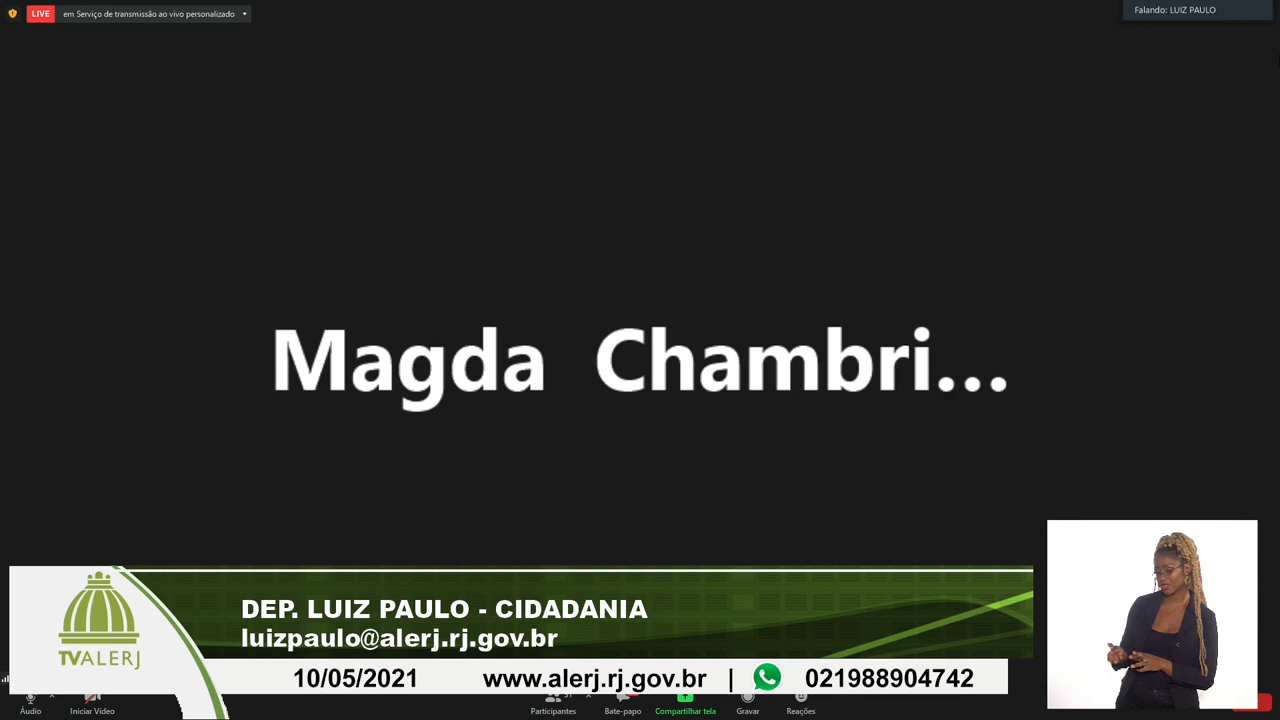 LIVE em Serviço de transmissão ao vivo personalizado
Falando: LUIZ PAULO
Magda Chambri...
DEP. LUIZ PAULO - CIDADANIA
luizpaulo@alerj.rj.gov.br
TVALERJ
10/05/2021 www.alerj.rj.gov.br | 021988904742
Áudio Iniciar Vídeo Participantes Bate-papo Compartilhar tela Gravar Reações